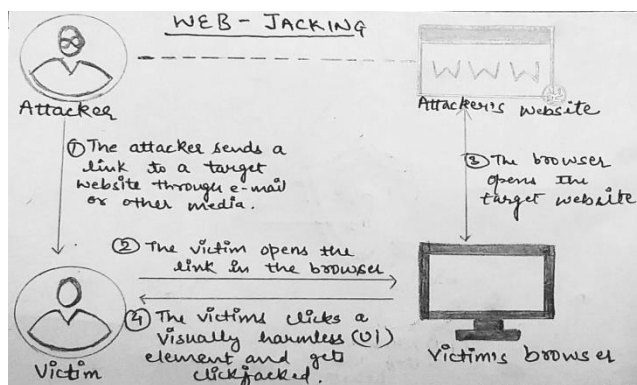 WEB - JACKING
Attacker
W W W
Attacker's website
① The attacker sends a
link to a target
website through e-mail
or other media.
③ The browser
opens the
target website
② The victim opens the
link in the browser
④ The victims clicks a
visually harmless (UI)
element and gets
clickjacked.
Victim
Victim's browser